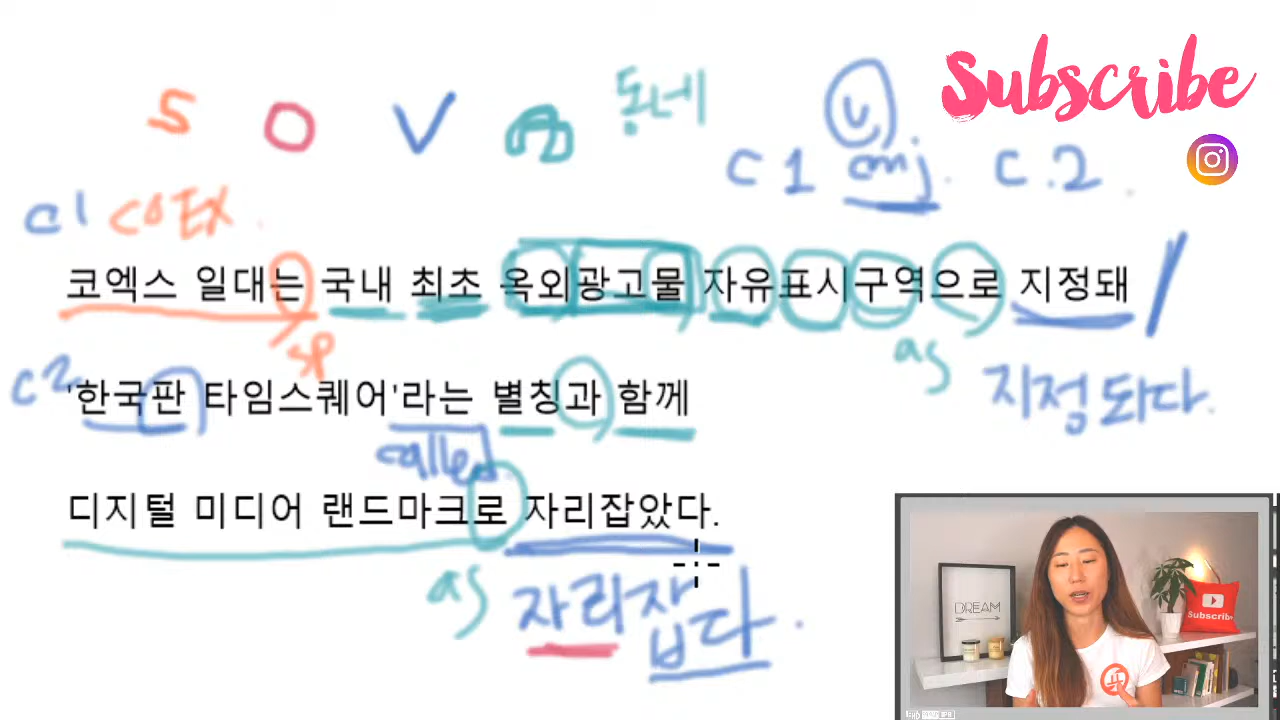 Subscribe
S O V 동네
C1 conj. C.2
C1 COEX.
코엑스 일대는 국내 최초 옥외광고물 자유표시구역으로 지정돼
SP
as
지정되다.
C2 '한국판 타임스퀘어'라는 별칭과 함께
called
디지털 미디어 랜드마크로 자리잡았다.
as
자리잡다.
DREAM
Subscribe